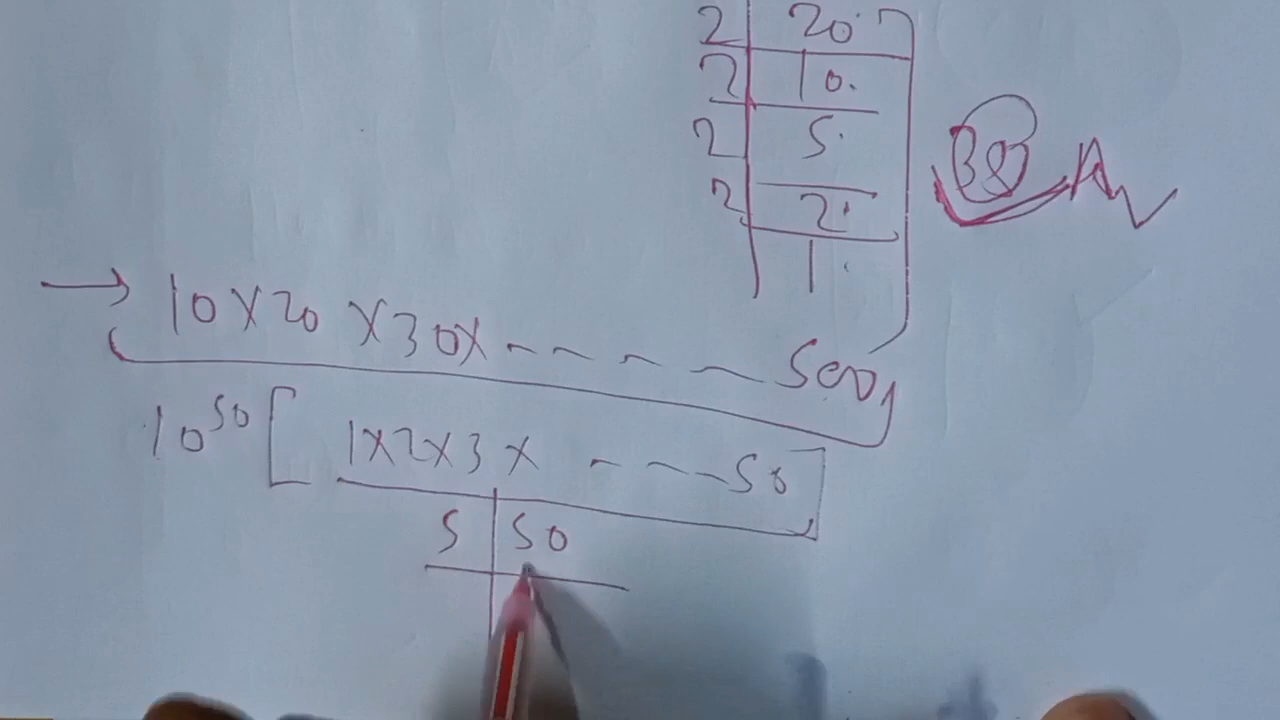 2 | 20
2 | 10
2 | 5
2 | 2
1
38 A
→ 10 X 20 X 30 X - - - - 500
10^50 [ 1 X 2 X 3 X - - - 50 ]
5 | 50